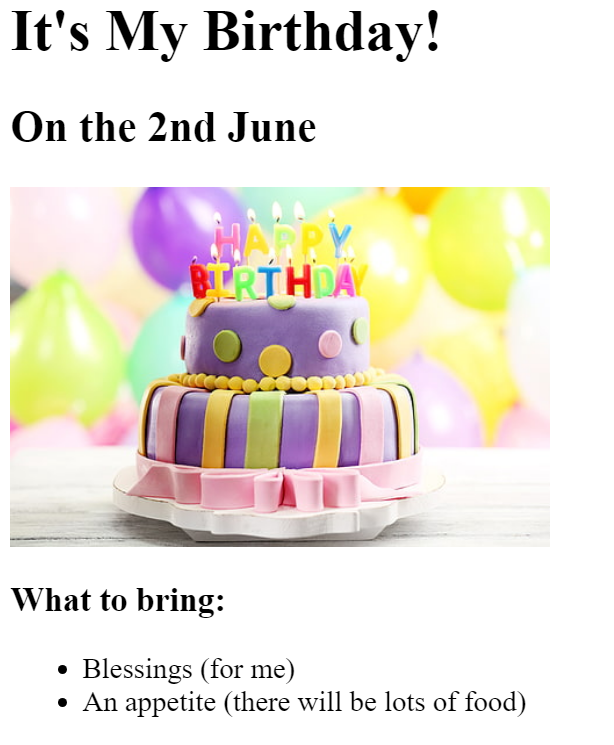 It's My Birthday!
On the 2nd June
HAPPY
BIRTHDAY
What to bring:
Blessings (for me)
An appetite (there will be lots of food)